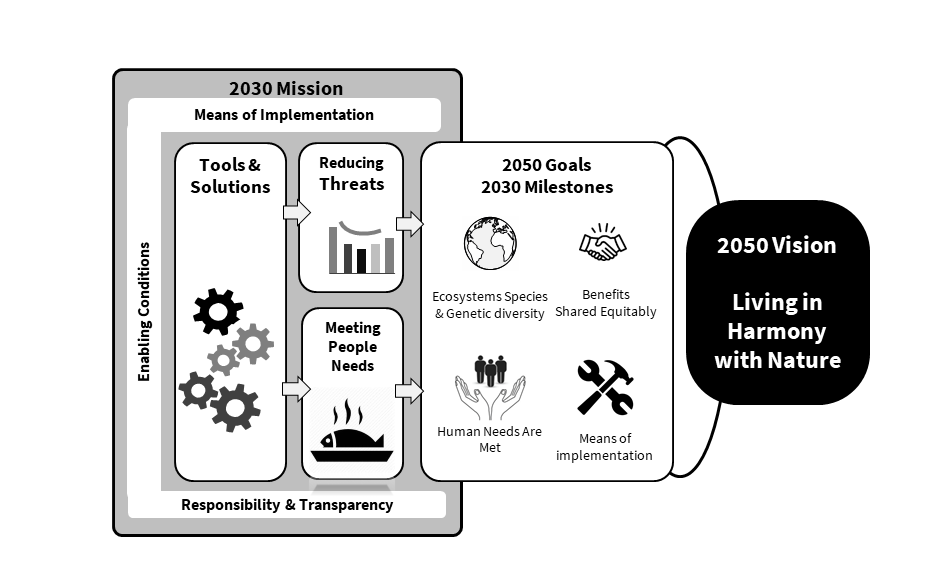 2030 Mission
Means of Implementation
Enabling Conditions
Tools &
Solutions
Reducing
Threats
Meeting
People
Needs
2050 Goals
2030 Milestones
Ecosystems Species
& Genetic diversity
Benefits
Shared Equitably
Human Needs Are
Met
Means of
implementation
2050 Vision
Living in
Harmony
with Nature
Responsibility & Transparency